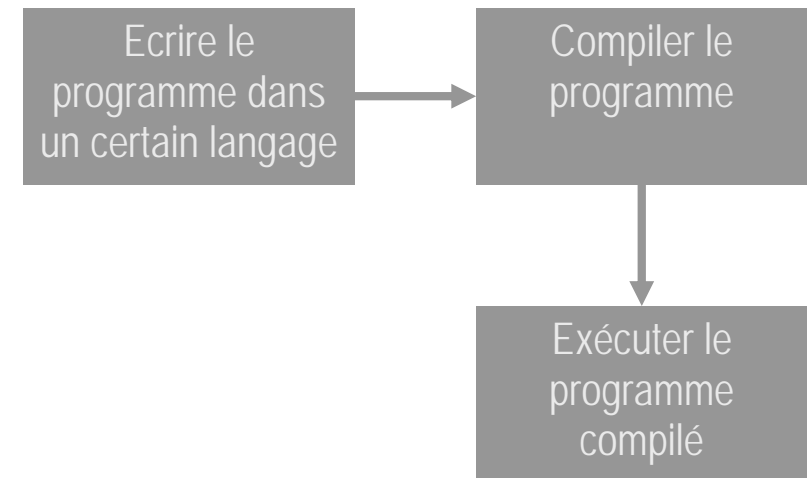 Ecrire le
programme dans
un certain langage
Compiler le
programme
Exécuter le
programme
compilé